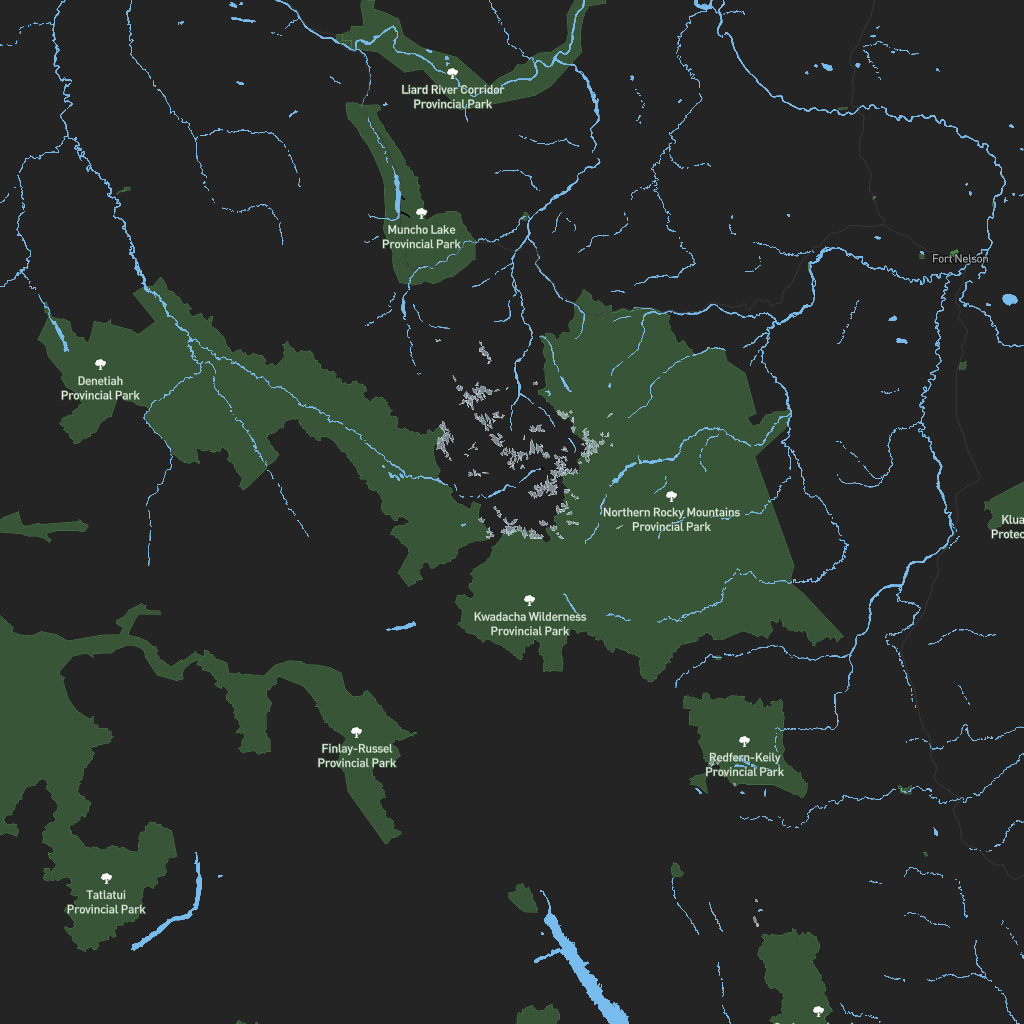 Liard River Corridor
Provincial Park
Muncho Lake
Provincial Park
Fort Nelson
Denetiah
Provincial Park
Northern Rocky Mountains
Provincial Park
Klua
Protec
Kwadacha Wilderness
Provincial Park
Finlay-Russel
Provincial Park
Redfern-Keily
Provincial Park
Tatlatui
Provincial Park